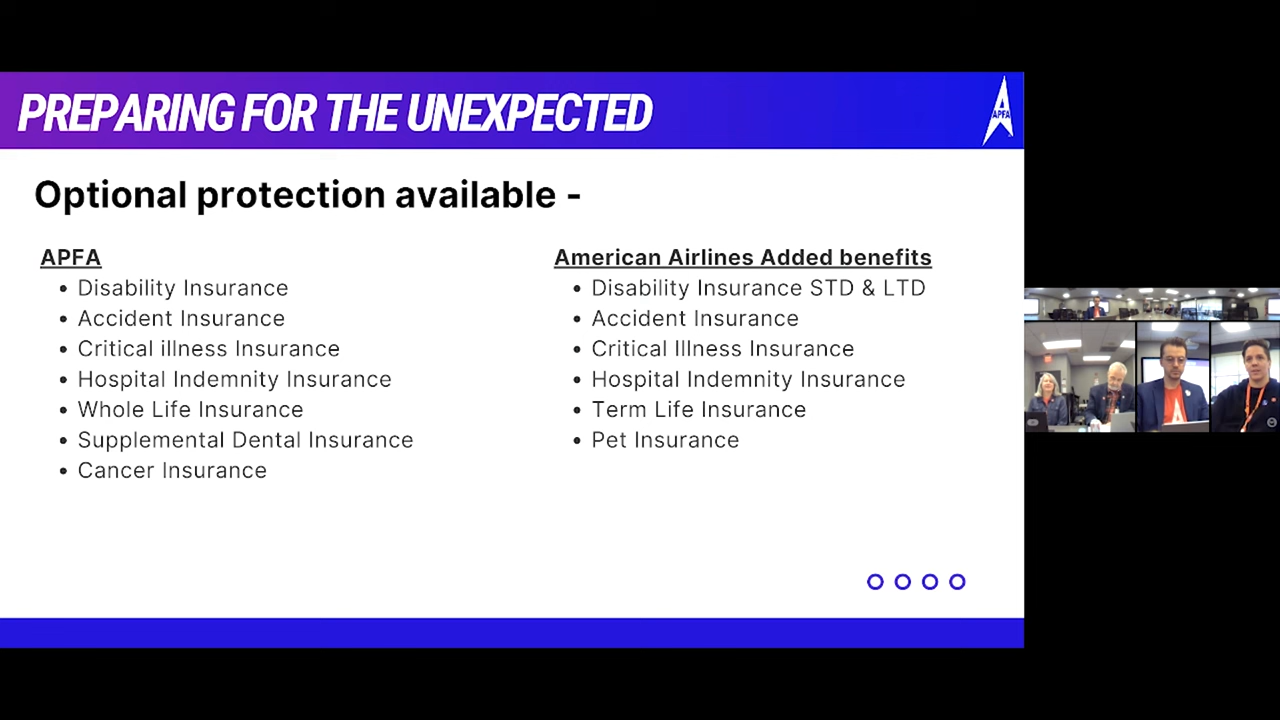 PREPARING FOR THE UNEXPECTED
APFA
Optional protection available -
APFA
• Disability Insurance
• Accident Insurance
• Critical illness Insurance
• Hospital Indemnity Insurance
• Whole Life Insurance
• Supplemental Dental Insurance
• Cancer Insurance
American Airlines Added benefits
• Disability Insurance STD & LTD
• Accident Insurance
• Critical Illness Insurance
• Hospital Indemnity Insurance
• Term Life Insurance
• Pet Insurance